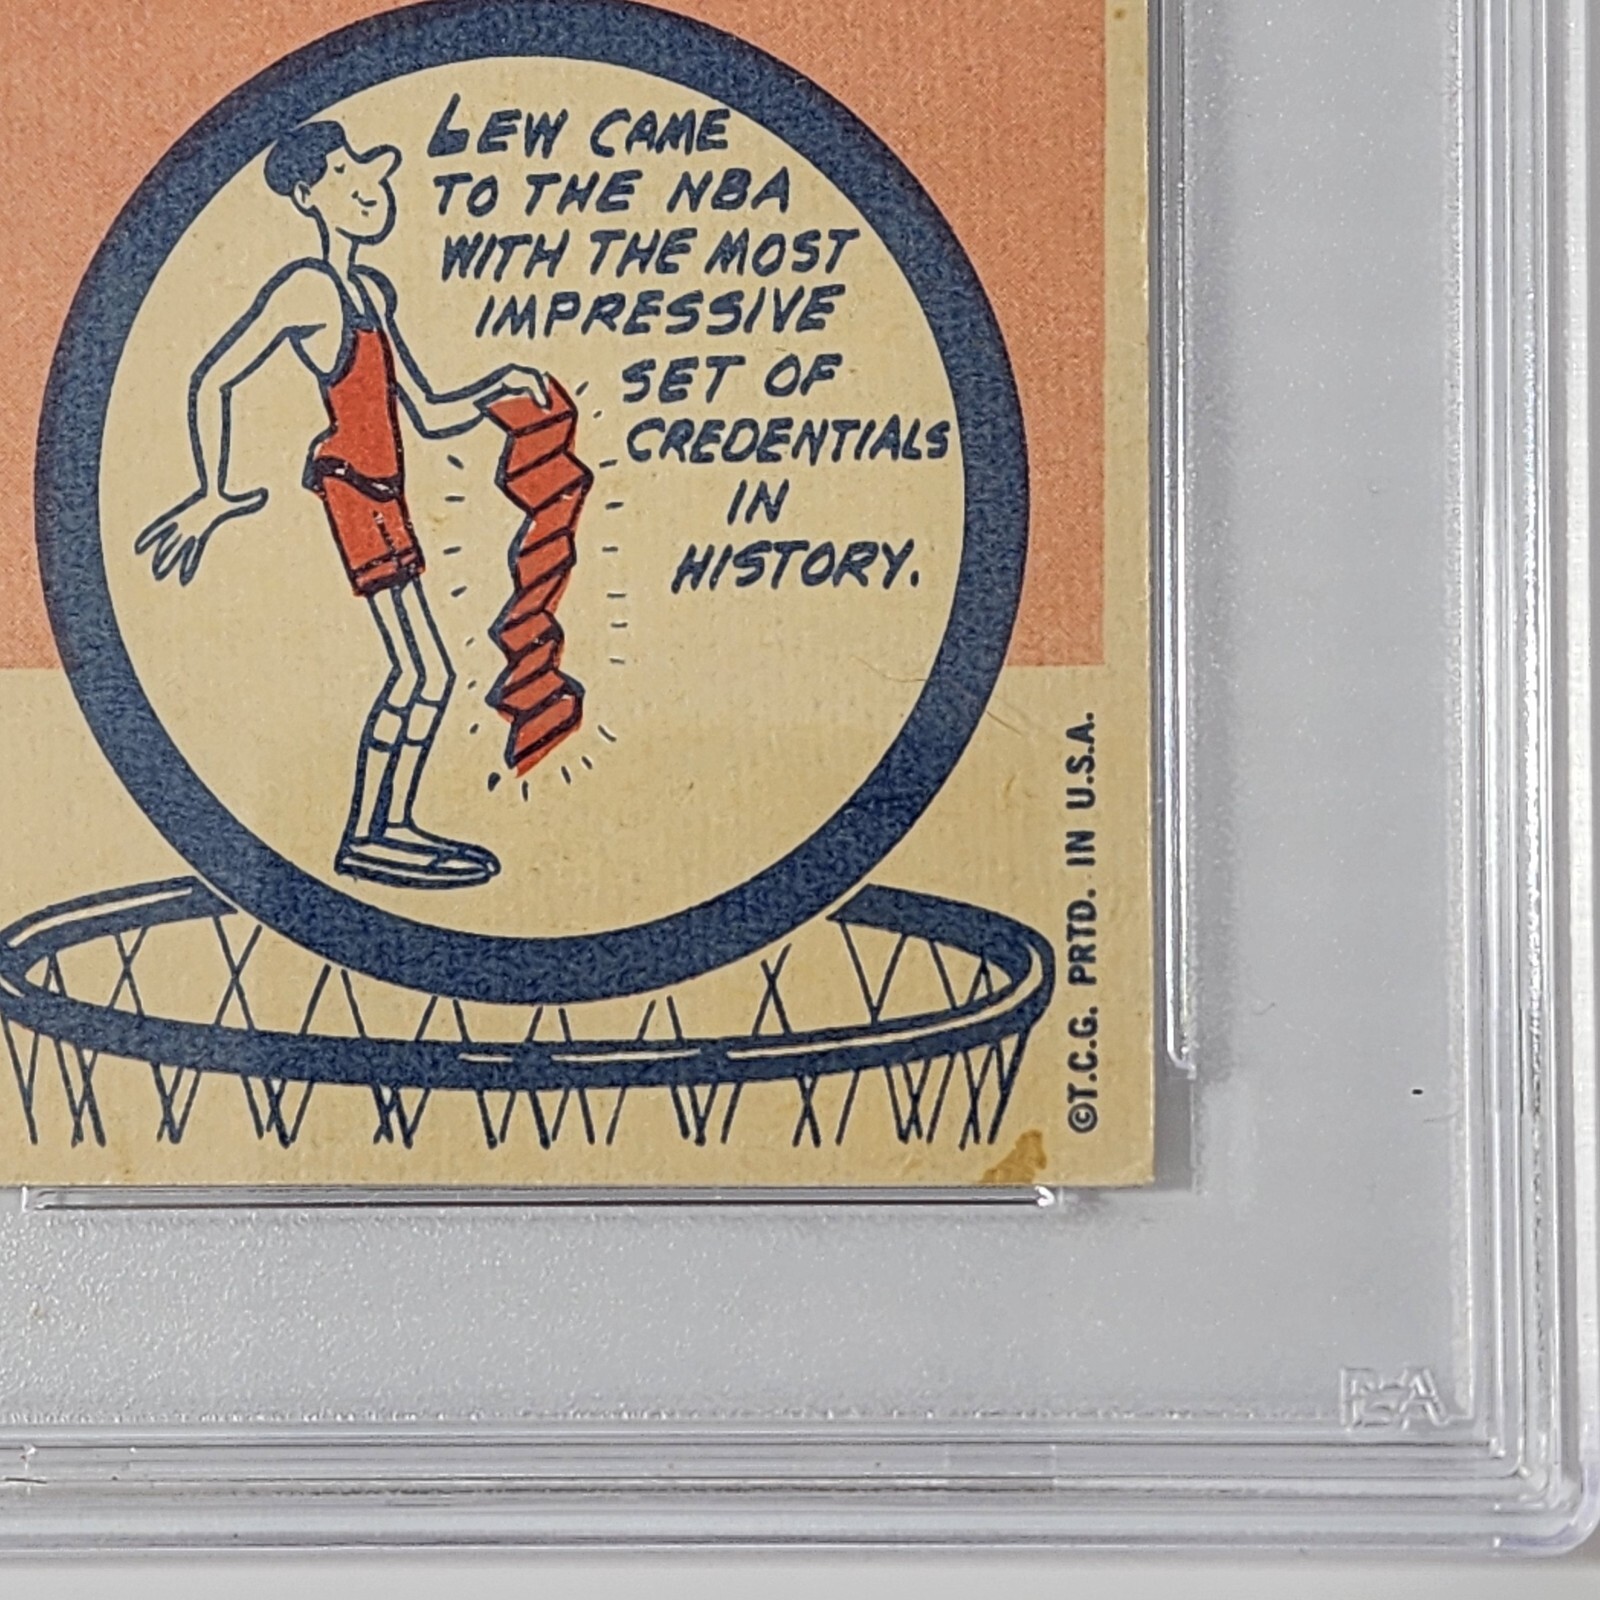 LEW CAME
TO THE NBA
WITH THE MOST
IMPRESSIVE
SET OF
CREDENTIALS
IN
HISTORY.
©T.C.G. PRTD. IN U.S.A.
PSA